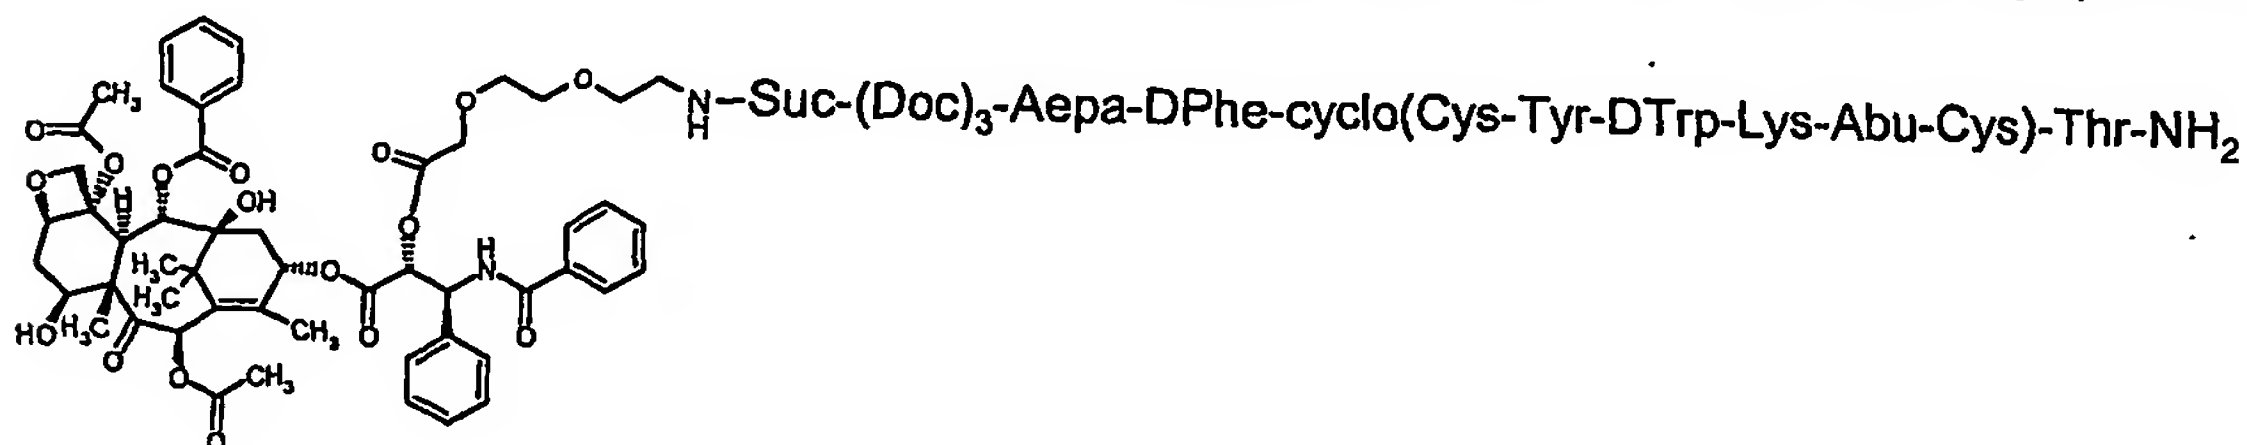 O
CH₃ O N–Suc-(Doc)₃-Aepa-DPhe-cyclo(Cys-Tyr-DTrp-Lys-Abu-Cys)-Thr-NH₂
O H
O O
O O
O H OH
O
H
H₃C O N
H₃C
HO H₃C CH₃ O O
O
O CH₃
O